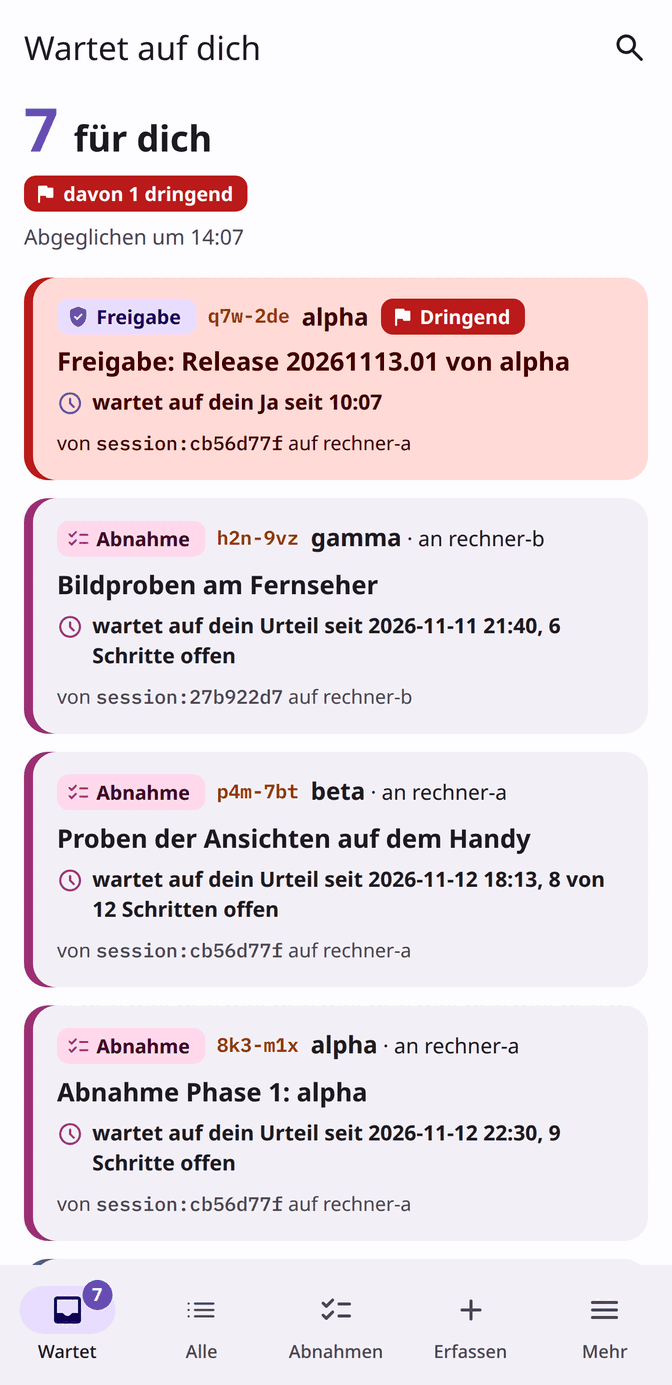 Wartet auf dich
7 für dich
davon 1 dringend
Abgeglichen um 14:07
Freigabe q7w-2de alpha Dringend
Freigabe: Release 20261113.01 von alpha
wartet auf dein Ja seit 10:07
von session:cb56d77f auf rechner-a
Abnahme h2n-9vz gamma · an rechner-b
Bildproben am Fernseher
wartet auf dein Urteil seit 2026-11-11 21:40, 6
Schritte offen
von session:27b922d7 auf rechner-b
Abnahme p4m-7bt beta · an rechner-a
Proben der Ansichten auf dem Handy
wartet auf dein Urteil seit 2026-11-12 18:13, 8 von
12 Schritten offen
von session:cb56d77f auf rechner-a
Abnahme 8k3-m1x alpha · an rechner-a
Abnahme Phase 1: alpha
wartet auf dein Urteil seit 2026-11-12 22:30, 9
Schritte offen
von session:cb56d77f auf rechner-a
7
Wartet Alle Abnahmen Erfassen Mehr